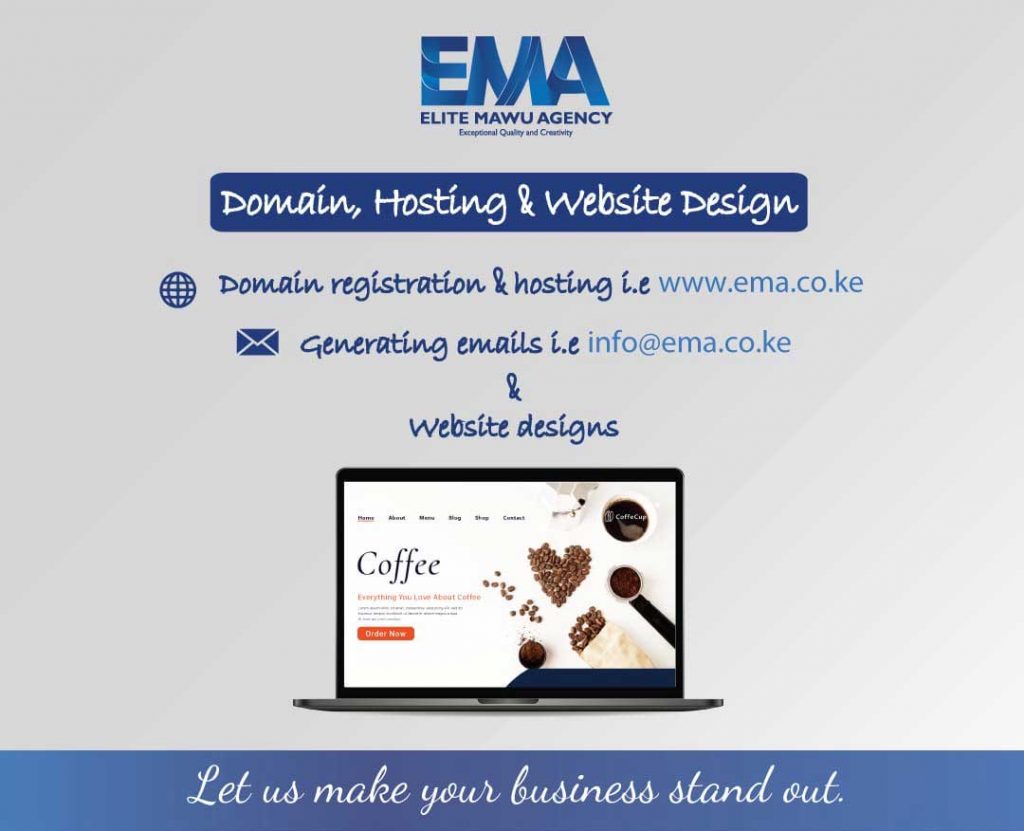 EMA
ELITE MAWU AGENCY
Exceptional Quality and Creativity
Domain, Hosting & Website Design
Domain registration & hosting i.e www.ema.co.ke
Generating emails i.e info@ema.co.ke
&
Website designs
Home About Menu Blog Shop Contact
CoffeCup
Coffee
Everything You Love About Coffee
Order Now
Let us make your business stand out.